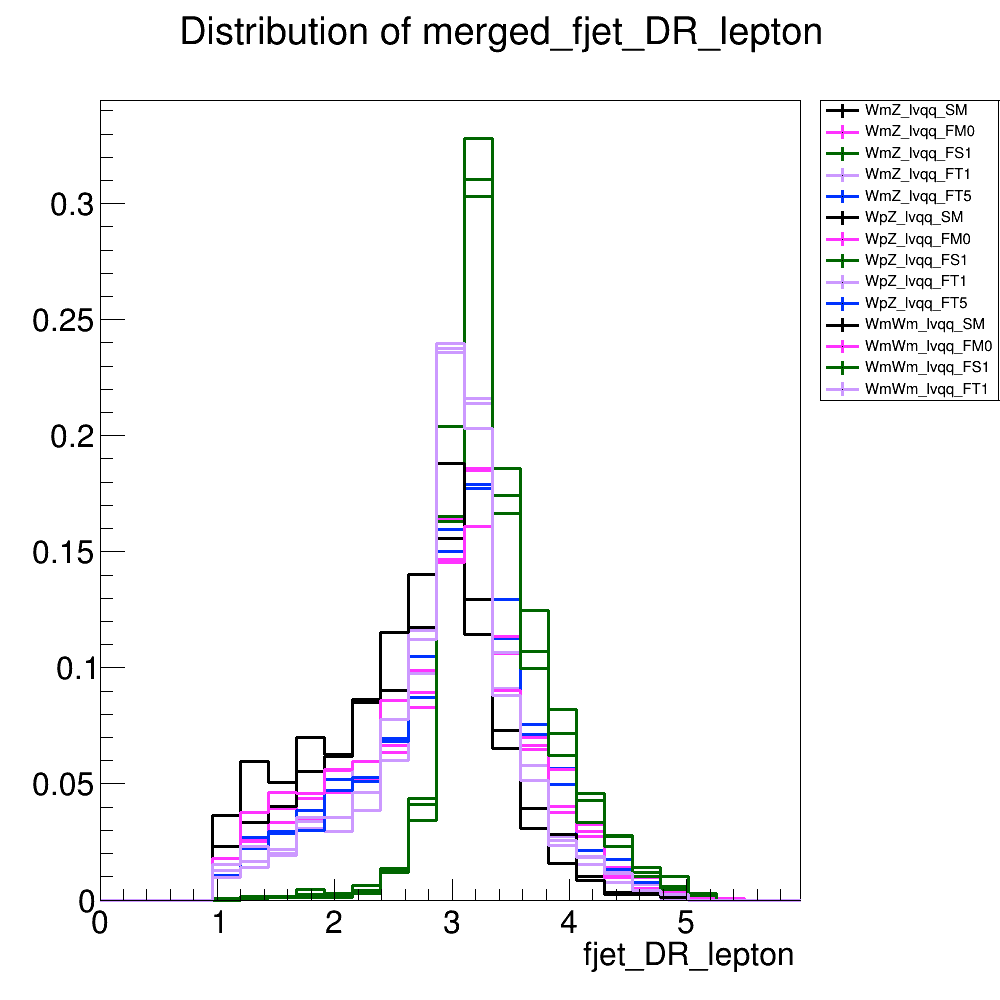 Distribution of merged_fjet_DR_lepton
WmZ_lvqq_SM
WmZ_lvqq_FM0
WmZ_lvqq_FS1
WmZ_lvqq_FT1
WmZ_lvqq_FT5
WpZ_lvqq_SM
WpZ_lvqq_FM0
WpZ_lvqq_FS1
WpZ_lvqq_FT1
WpZ_lvqq_FT5
WmWm_lvqq_SM
WmWm_lvqq_FM0
WmWm_lvqq_FS1
WmWm_lvqq_FT1
0.3
0.25
0.2
0.15
0.1
0.05
0
0 1 2 3 4 5
fjet_DR_lepton